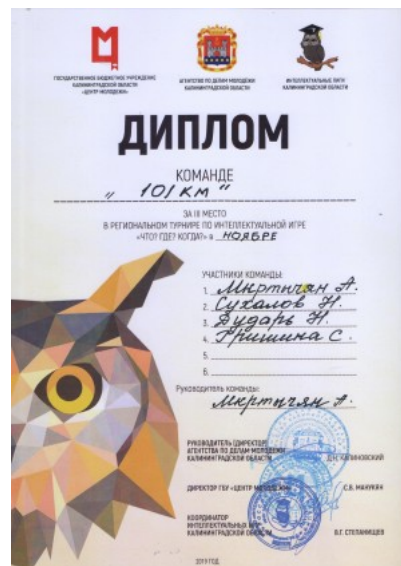 ГОСУДАРСТВЕННОЕ БЮДЖЕТНОЕ УЧРЕЖДЕНИЕ
КАЛИНИНГРАДСКОЙ ОБЛАСТИ
«ЦЕНТР МОЛОДЕЖИ»
АГЕНТСТВО ПО ДЕЛАМ МОЛОДЕЖИ
КАЛИНИНГРАДСКОЙ ОБЛАСТИ
ИНТЕЛЛЕКТУАЛЬНЫЕ ЛИГИ
КАЛИНИНГРАДСКОЙ ОБЛАСТИ
ДИПЛОМ
КОМАНДЕ
„ 101 км "
ЗА III МЕСТО
В РЕГИОНАЛЬНОМ ТУРНИРЕ ПО ИНТЕЛЛЕКТУАЛЬНОЙ ИГРЕ
«ЧТО? ГДЕ? КОГДА?» в НОЯБРЕ
УЧАСТНИКИ КОМАНДЫ:
1. Мкртычян А.
2. Сухалов Н.
3. Бударь Я.
4. Гришина С.
5.
6.
Руководитель команды:
Мкртычян А.
РУКОВОДИТЕЛЬ (ДИРЕКТОР)
АГЕНТСТВА ПО ДЕЛАМ МОЛОДЕЖИ
КАЛИНИНГРАДСКОЙ ОБЛАСТИ
КАЛИНОВСКИЙ
ДИРЕКТОР ГБУ «ЦЕНТР МОЛОДЕЖИ» С.В. МАНУКЯН
КООРДИНАТОР
ИНТЕЛЛЕКТУАЛЬНЫХ ЛИГ
КАЛИНИНГРАДСКОЙ ОБЛАСТИ В.Г. СТЕПАНИЩЕВ
2019 ГОД